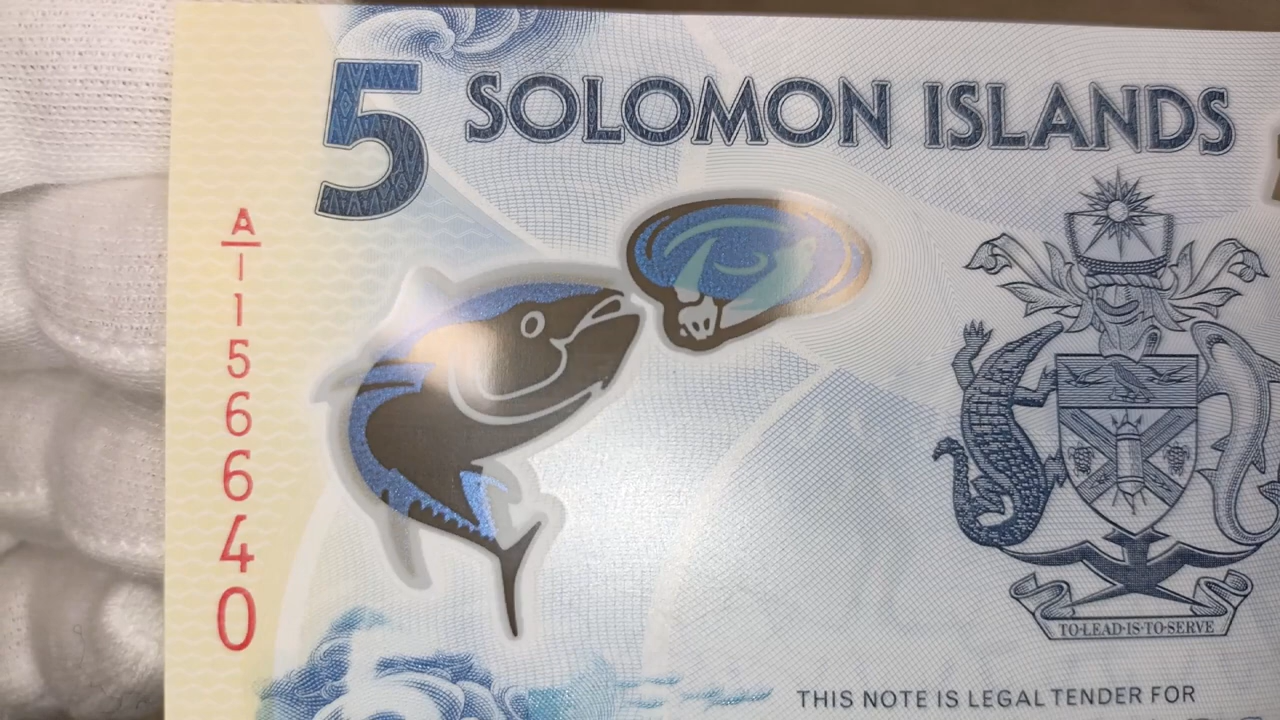 5 SOLOMON ISLANDS
A/1 156640
TO·LEAD·IS·TO·SERVE
THIS NOTE IS LEGAL TENDER FOR